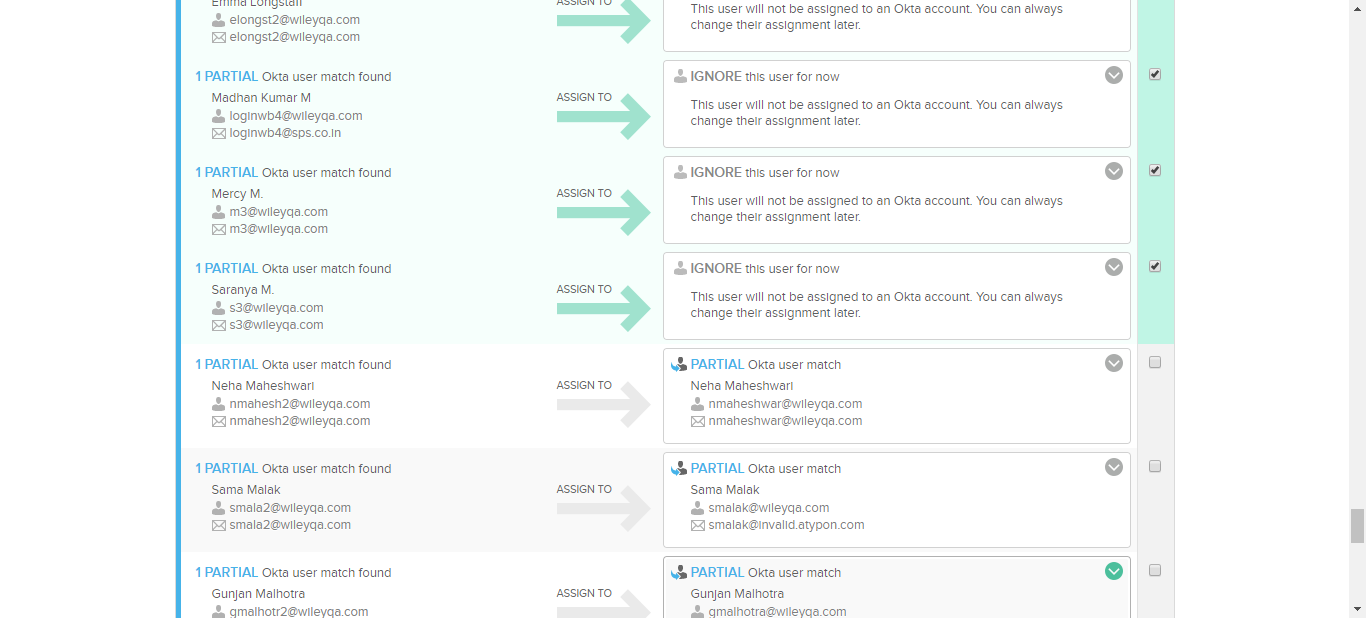 Emma Longstaff
elongst2@wileyqa.com
elongst2@wileyqa.com
ASSIGN TO
This user will not be assigned to an Okta account. You can always
change their assignment later.
1 PARTIAL Okta user match found
Madhan Kumar M
loginwb4@wileyqa.com
loginwb4@sps.co.in
ASSIGN TO
IGNORE this user for now
This user will not be assigned to an Okta account. You can always
change their assignment later.
1 PARTIAL Okta user match found
Mercy M.
m3@wileyqa.com
m3@wileyqa.com
ASSIGN TO
IGNORE this user for now
This user will not be assigned to an Okta account. You can always
change their assignment later.
1 PARTIAL Okta user match found
Saranya M.
s3@wileyqa.com
s3@wileyqa.com
ASSIGN TO
IGNORE this user for now
This user will not be assigned to an Okta account. You can always
change their assignment later.
1 PARTIAL Okta user match found
Neha Maheshwari
nmahesh2@wileyqa.com
nmahesh2@wileyqa.com
ASSIGN TO
PARTIAL Okta user match
Neha Maheshwari
nmaheshwar@wileyqa.com
nmaheshwar@wileyqa.com
1 PARTIAL Okta user match found
Sama Malak
smala2@wileyqa.com
smala2@wileyqa.com
ASSIGN TO
PARTIAL Okta user match
Sama Malak
smalak@wileyqa.com
smalak@invalid.atypon.com
1 PARTIAL Okta user match found
Gunjan Malhotra
gmalhotr2@wileyqa.com
ASSIGN TO
PARTIAL Okta user match
Gunjan Malhotra
gmalhotra@wileyqa.com